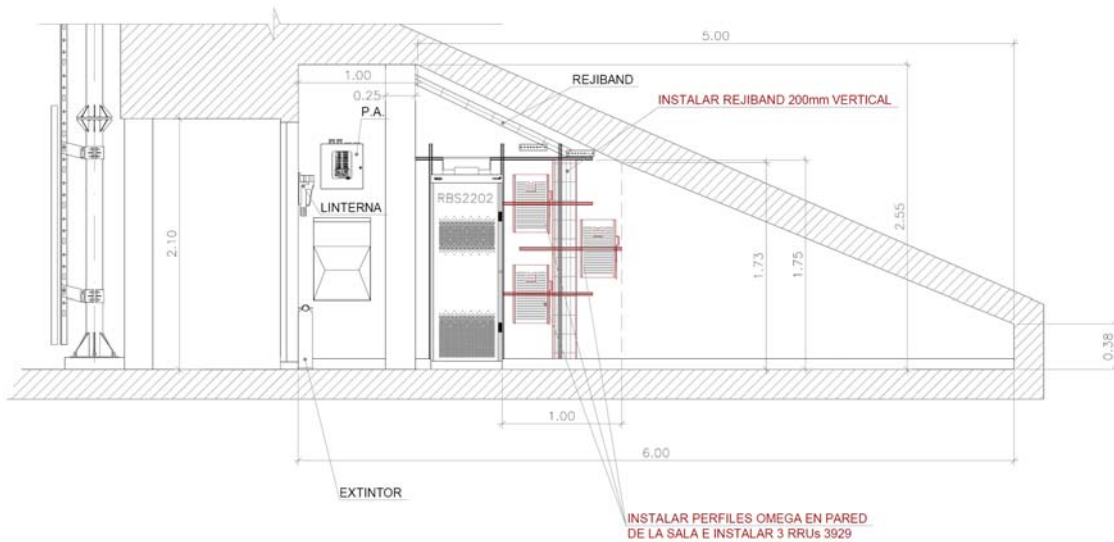 5.00
1.00
REJIBAND
0.25
INSTALAR REJIBAND 200mm VERTICAL
P.A.
RBS2202
LINTERNA
2.10
2.55
1.73
1.75
0.38
1.00
6.00
EXTINTOR
INSTALAR PERFILES OMEGA EN PARED
DE LA SALA E INSTALAR 3 RRUs 3929